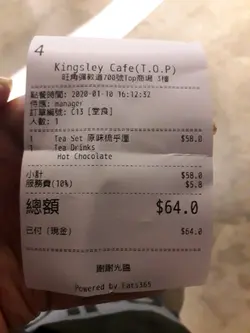 4
Kingsley Cafe(T.O.P)
旺角彌敦道700號Top商場 3樓
點餐時間: 2020-01-10 16:12:32
侍應: manager
訂單編號: C13 [堂食]
人數: 1
1 Tea Set 原味梳乎厘 $58.0
1 Tea Drinks
Hot Chocolate
小計 $58.0
服務費(10%) $5.8
總額 $64.0
已付 (現金) $64.0
謝謝光臨
Powered by Eats365